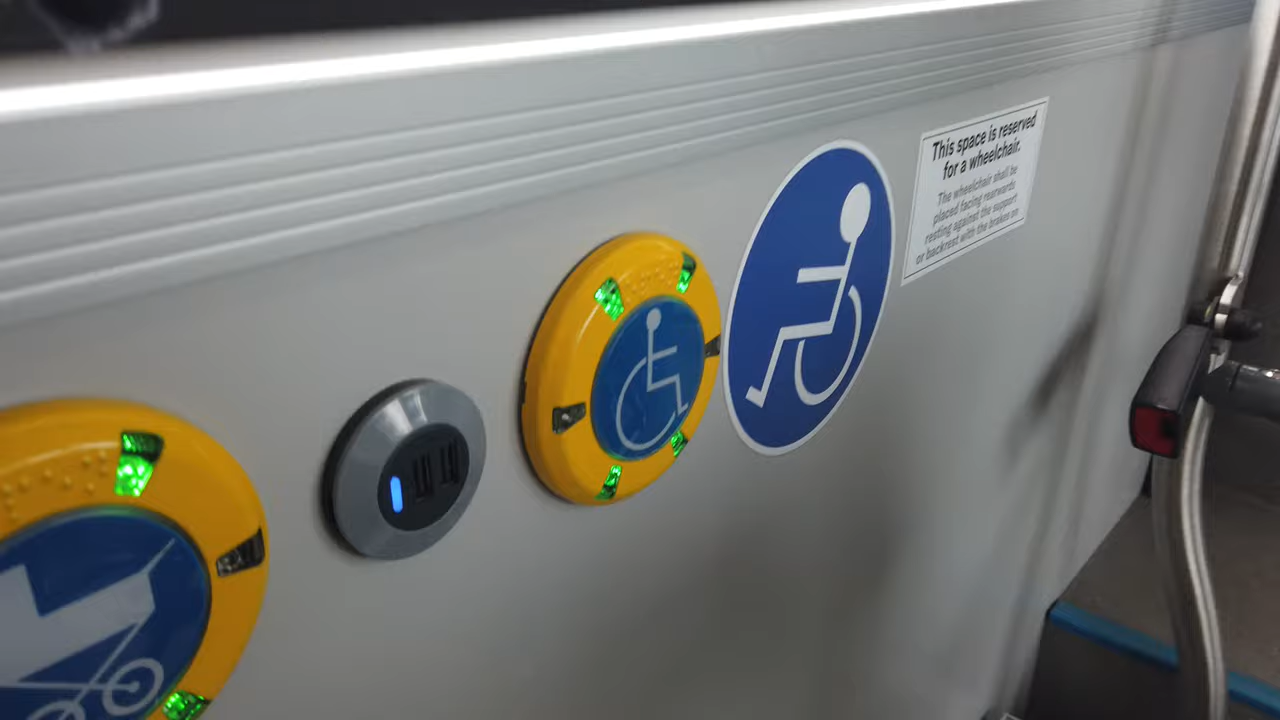 This space is reserved
for a wheelchair.
The wheelchair shall be
placed facing rearwards
resting against the support
or backrest with the brakes on